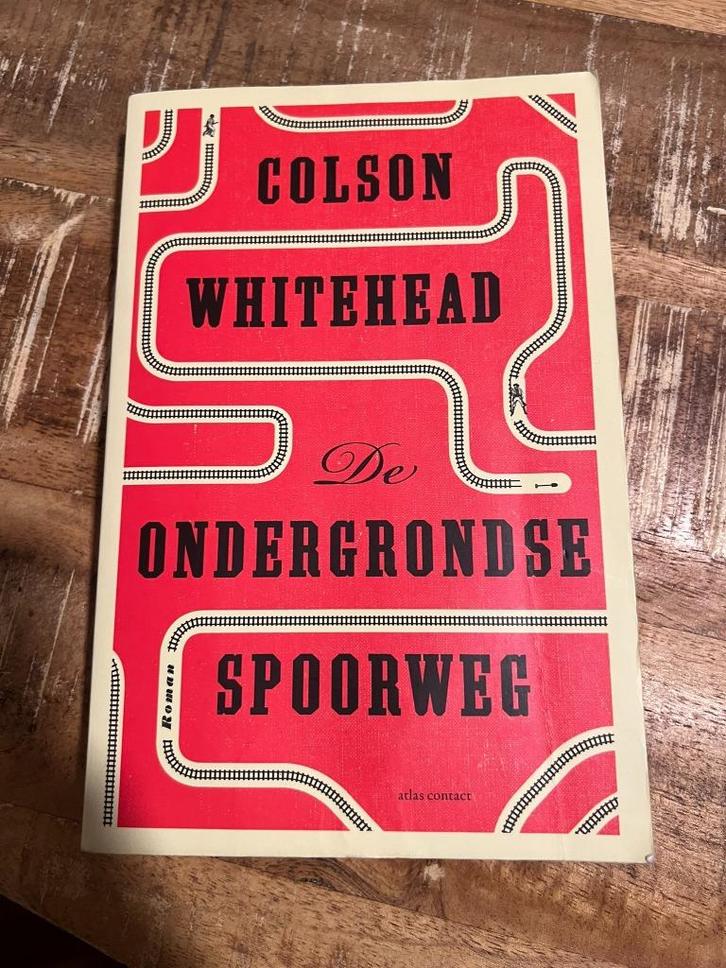 COLSON
WHITEHEAD
De
ONDERGRONDSE
SPOORWEG
Roman
atlas contact